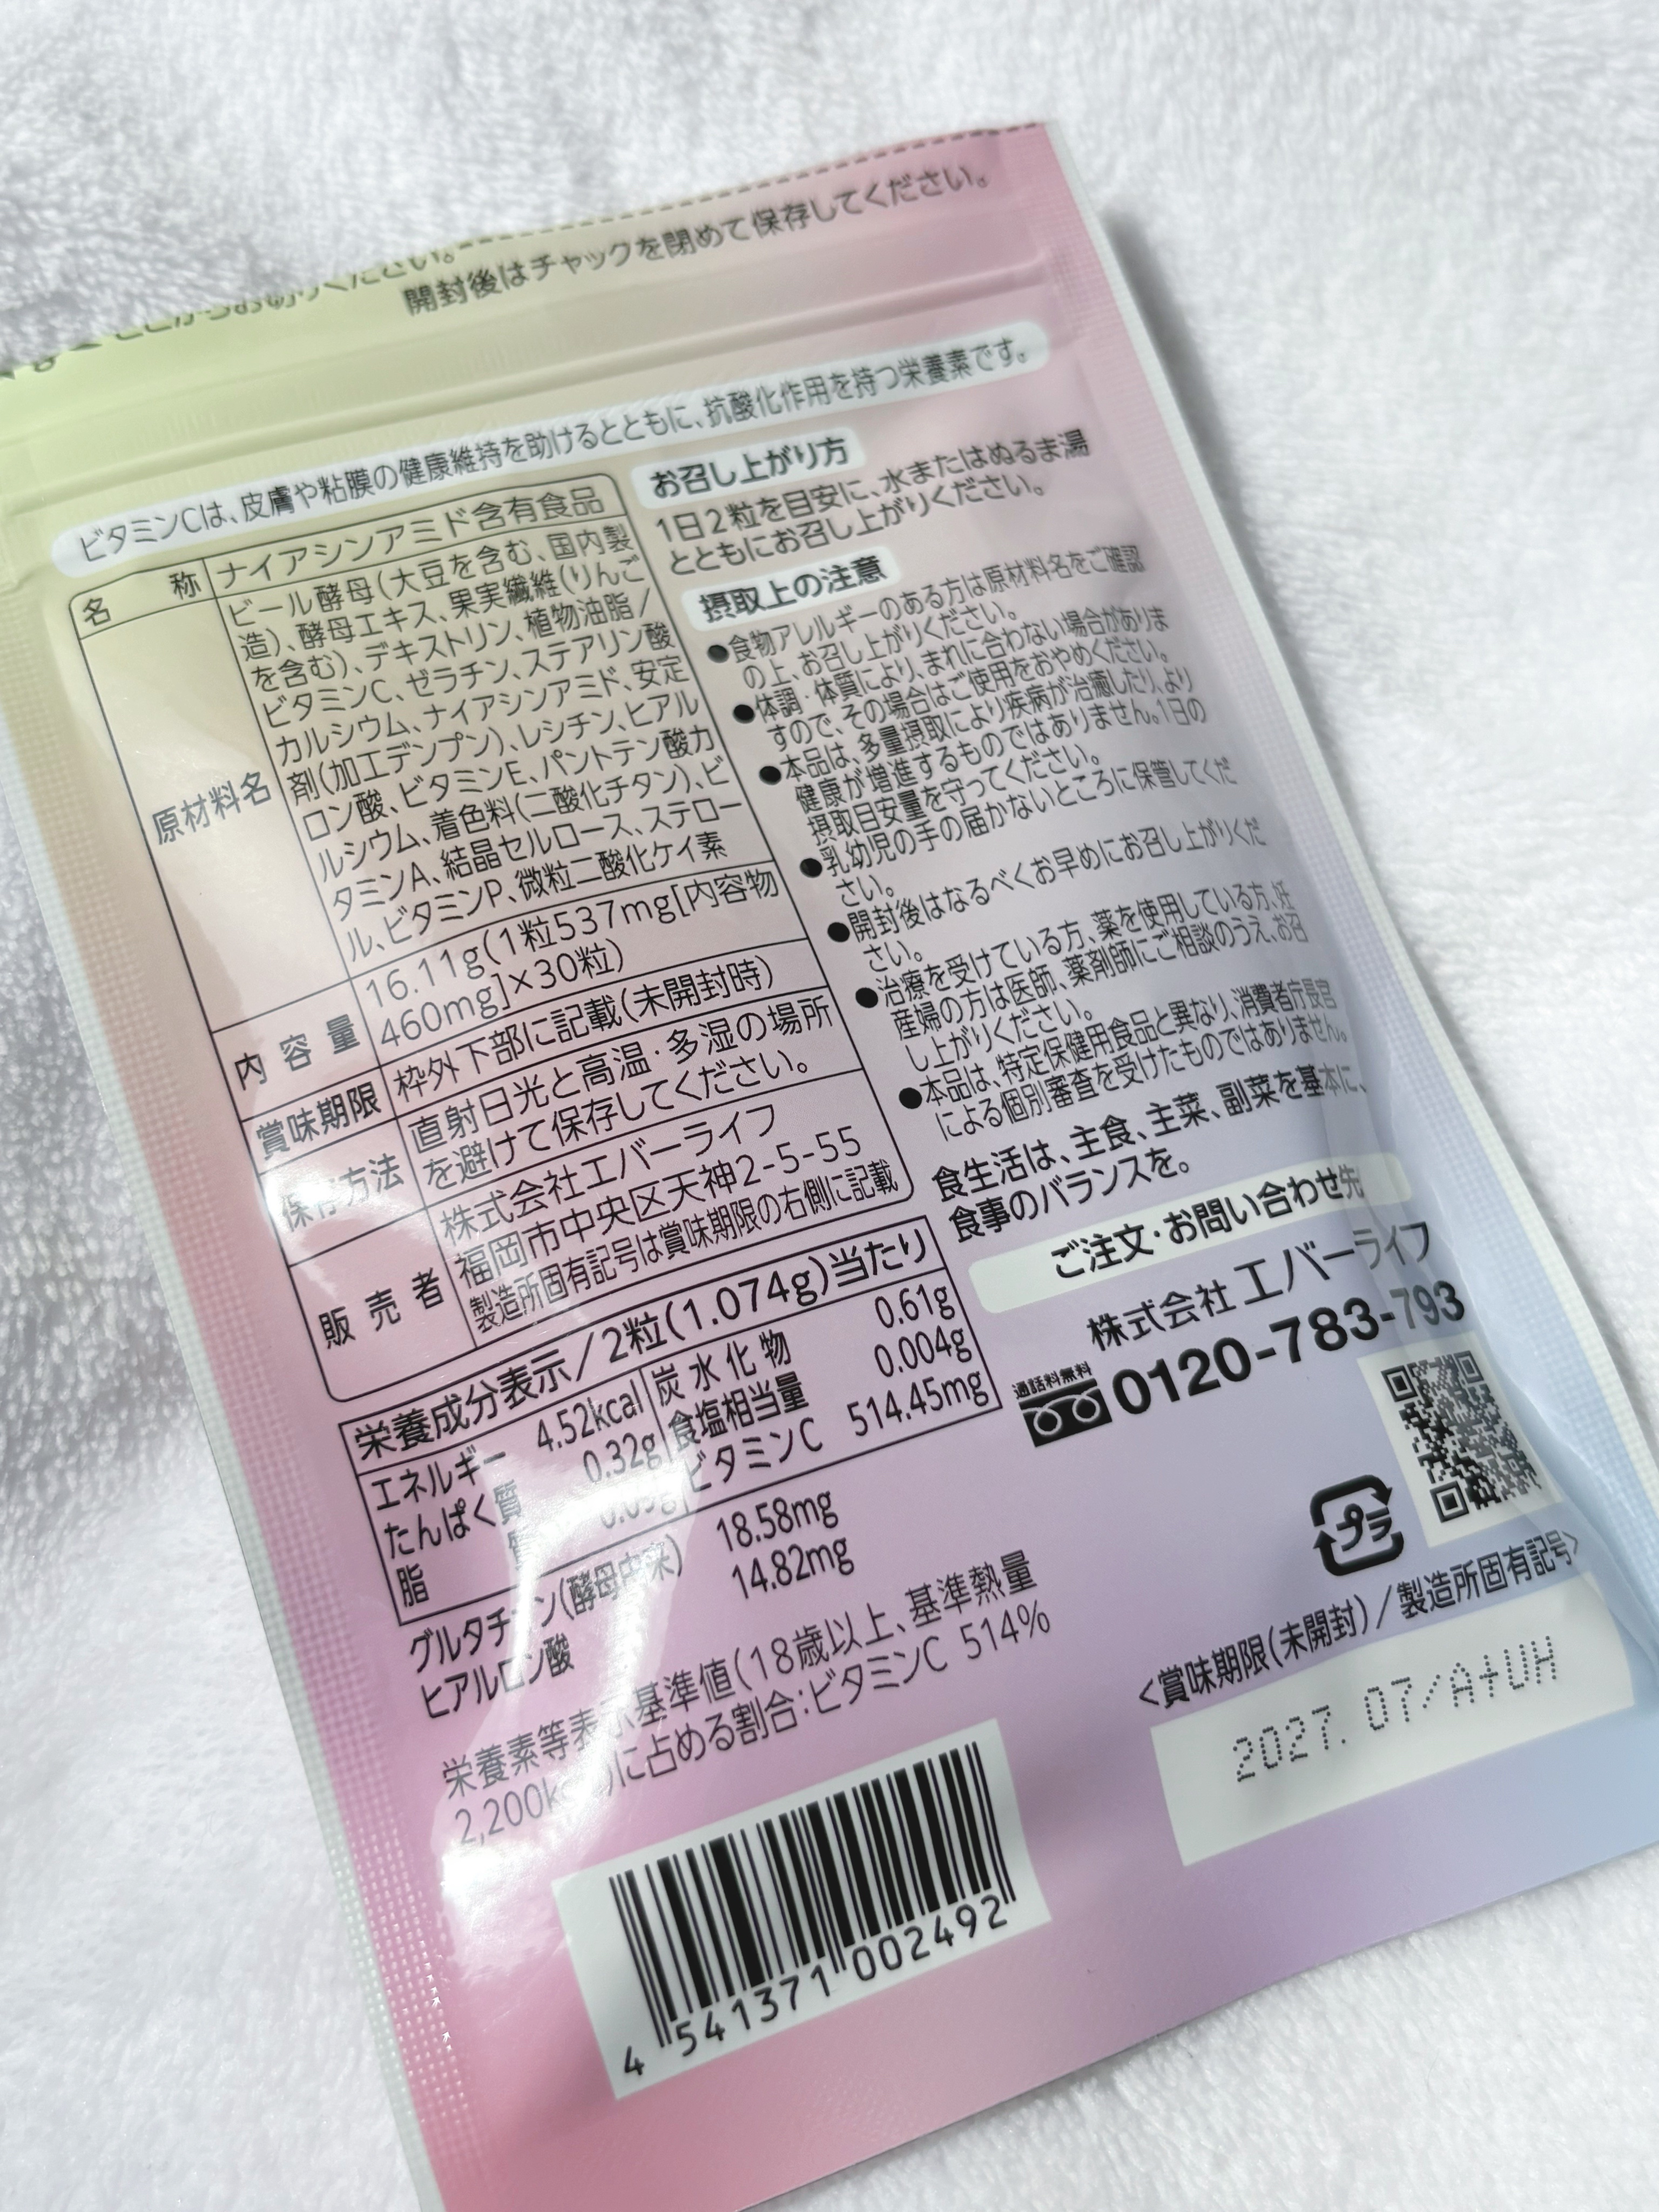 ください。
開封後はチャックを閉めて保存してください。
ビタミンCは、皮膚や粘膜の健康維持を助けるとともに、抗酸化作用を持つ栄養素です。
名 称 ナイアシンアミド含有食品
原材料名
ビール酵母(大豆を含む、国内製
造)、酵母エキス、果実繊維(りんご
を含む)、デキストリン、植物油脂/
ビタミンC、ゼラチン、ステアリン酸
カルシウム、ナイアシンアミド、安定
剤(加工デンプン)、レシチン、ヒアル
ロン酸、ビタミンE、パントテン酸カ
ルシウム、着色料(二酸化チタン)、ビ
タミンA、結晶セルロース、ステロー
ル、ビタミンP、微粒二酸化ケイ素
内容量
16.11g(1粒537mg[内容物
460mg]×30粒)
賞味期限 枠外下部に記載(未開封時)
保存方法
直射日光と高温・多湿の場所
を避けて保存してください。
販売者
株式会社エバーライフ
福岡市中央区天神2-5-55
製造所固有記号は賞味期限の右側に記載
栄養成分表示/2粒(1.074g)当たり
エネルギー 4.52kcal 炭水化物 0.61g
たんぱく質 0.32g 食塩相当量 0.004g
脂 質 ビタミンC 514.45mg
グルタチオン(酵母由来) 18.58mg
ヒアルロン酸 14.82mg
栄養素等表示基準値(18歳以上、基準熱量
2,200k に占める割合:ビタミンC 514%
4 541371 002492
お召し上がり方
1日2粒を目安に、水またはぬるま湯
とともにお召し上がりください。
摂取上の注意
●食物アレルギーのある方は原材料名をご確認
の上、お召し上がりください。
●体調・体質により、まれに合わない場合がありま
すので、その場合はご使用をおやめください。
●本品は、多量摂取により疾病が治癒したり、より
健康が増進するものではありません。1日の
摂取目安量を守ってください。
●乳幼児の手の届かないところに保管してくだ
さい。
●開封後はなるべくお早めにお召し上がりくだ
さい。
●治療を受けている方、薬を使用している方、妊
産婦の方は医師、薬剤師にご相談のうえ、お召
し上がりください。
●本品は、特定保健用食品と異なり、消費者庁長官
による個別審査を受けたものではありません。
食生活は、主食、主菜、副菜を基本に、
食事のバランスを。
ご注文・お問い合わせ先
株式会社 エバーライフ
通話料無料
0120-783-793
プラ
<賞味期限(未開封)/製造所固有記号>
2027. 07/A+UH